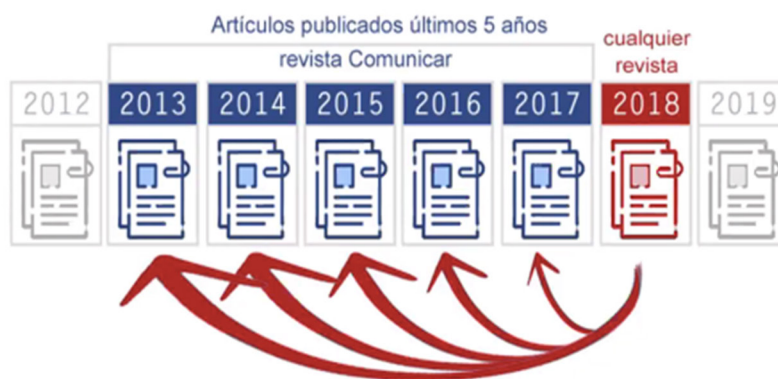 Artículos publicados últimos 5 años
revista Comunicar
cualquier
revista
2012 2013 2014 2015 2016 2017 2018 2019